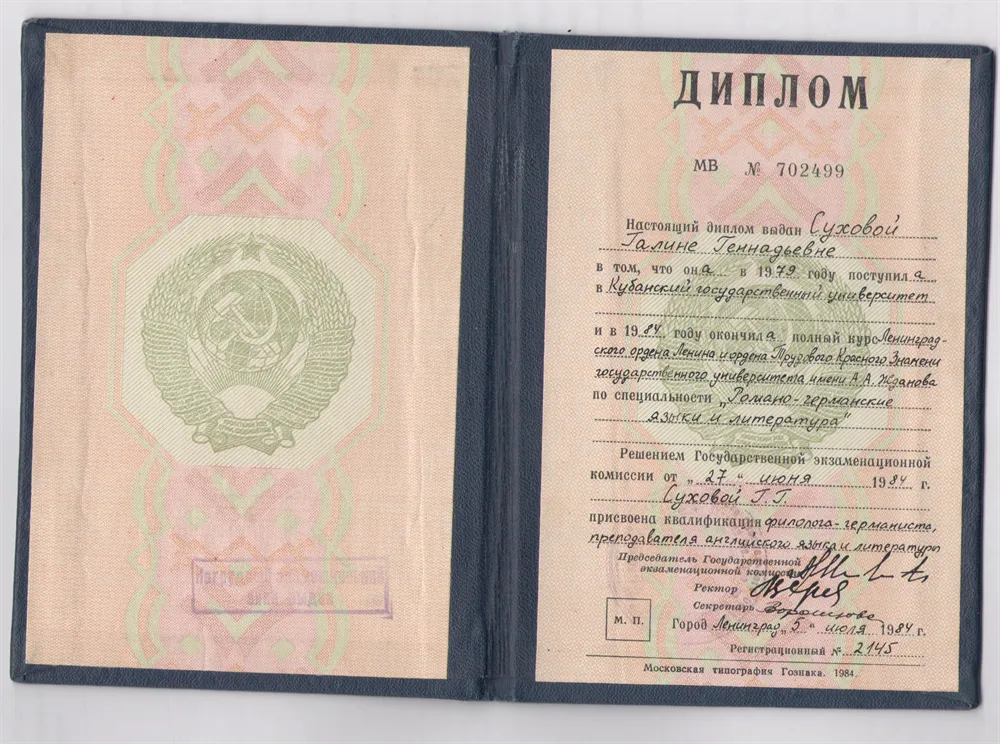 ДИПЛОМ
МВ № 702499
Настоящий диплом выдан Суховой
Галине Геннадьевне
в том, что она в 1979 году поступила
в Кубанский государственный университет
и в 1984 году окончила полный курс Ленинград-
ского ордена Ленина и ордена Трудового Красного Знамени
государственного университета имени А.А. Жданова
по специальности „Романо-германские
языки и литература"
Решением Государственной экзаменационной
комиссии от „27" июня 1984 г.
Суховой Г.Г.
присвоена квалификация филолога-германиста,
преподавателя английского языка и литературы
Председатель Государственной
экзаменационной комиссии
Ректор
Секретарь
М. П.
Город Ленинград „5" июля 1984 г.
Регистрационный № 2145
Московская типография Гознака. 1984.